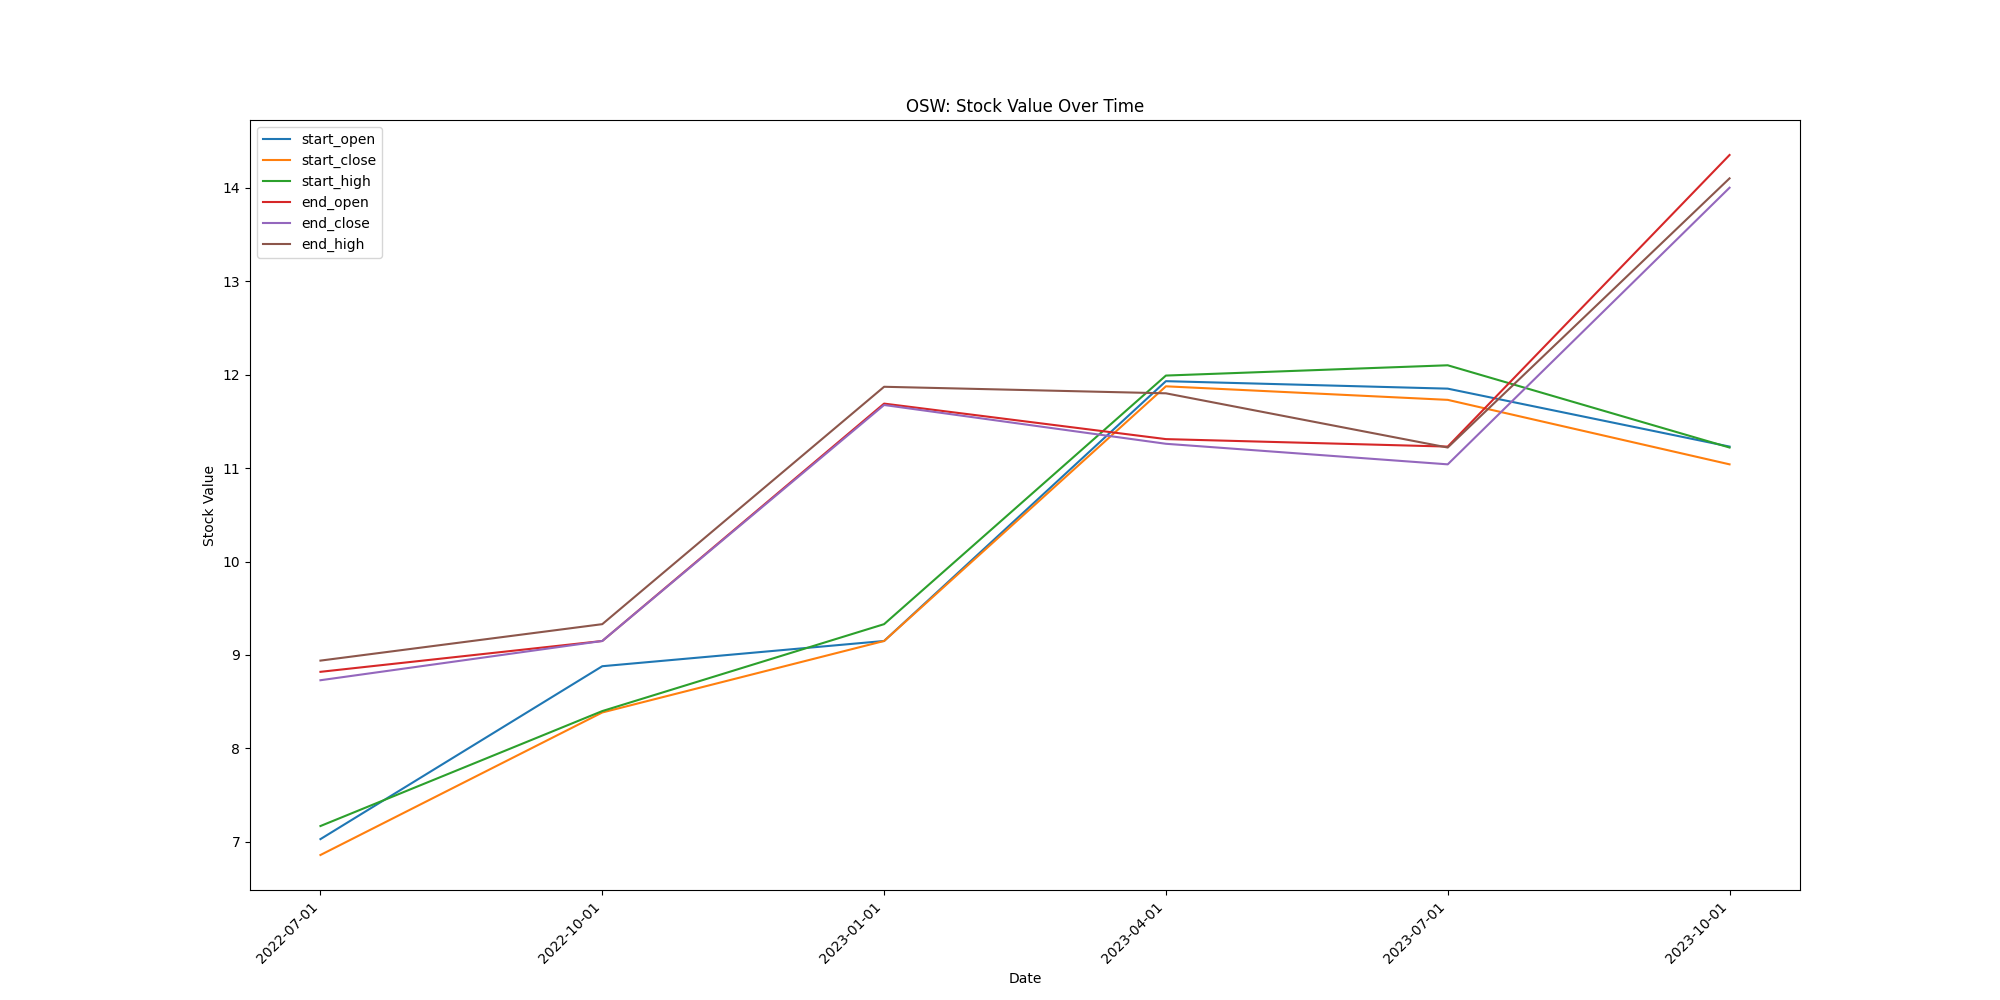 OSW: Stock Value Over Time
start_open
start_close
start_high
end_open
end_close
end_high
14
13
12
11
10
9
8
7
Stock Value
2022-07-01
2022-10-01
2023-01-01
2023-04-01
2023-07-01
2023-10-01
Date